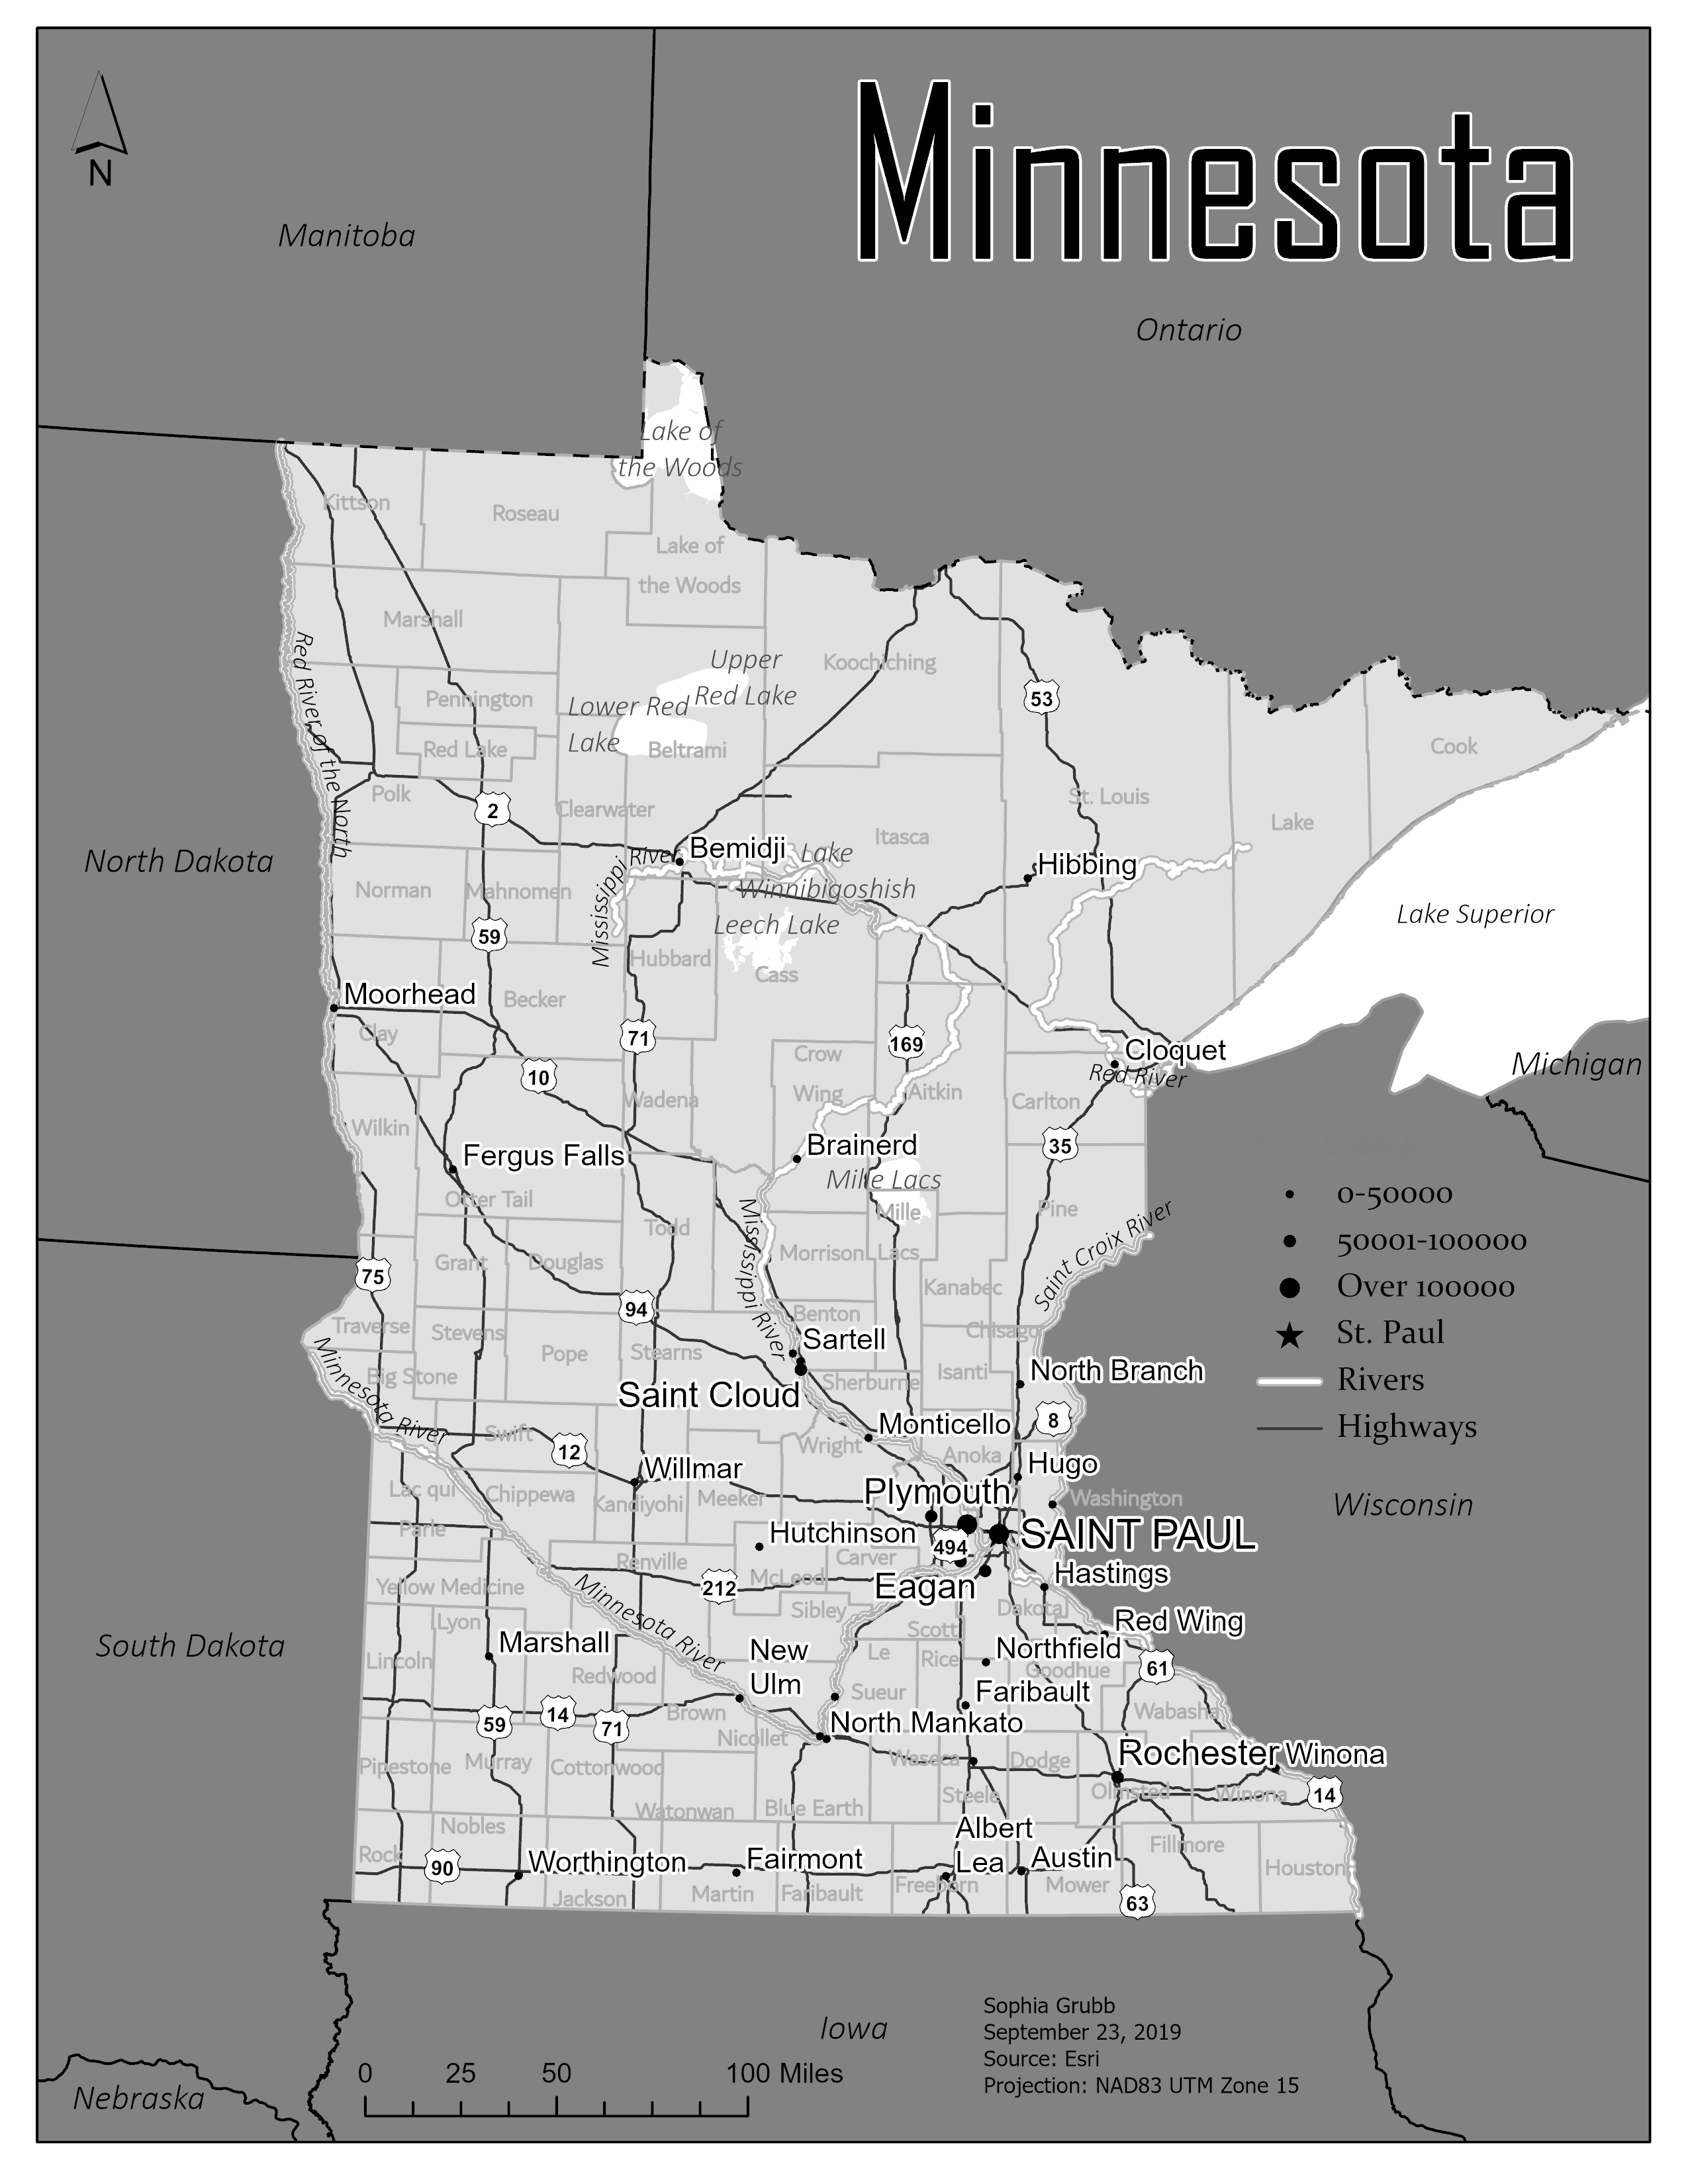 Minnesota
N
Manitoba
Ontario
Lake of
the Woods
Kittson
Roseau
Lake of
the Woods
Marshall
Red River of the North
Upper
Red Lake
Koochiching
Pennington
Lower Red
Lake
53
Red Lake
Beltrami
Cook
Polk
2
Clearwater
St. Louis
Lake
Itasca
North Dakota
Mississippi River
Bemidji
Lake
Winnibigoshish
Hibbing
Norman
Mahnomen
Leech Lake
Lake Superior
59
Hubbard
Cass
Moorhead
Becker
Clay
71
169
Crow
Wing
Cloquet
Red River
Michigan
10
Wadena
Aitkin
Carlton
Wilkin
35
Brainerd
Fergus Falls
Mille Lacs
Otter Tail
Mille
Lacs
Pine
Saint Croix River
0-50000
50001-100000
Over 100000
St. Paul
Rivers
Highways
Todd
Mississippi River
Morrison
Grant
Douglas
75
Kanabec
94
Benton
Traverse
Stevens
Chisago
Sartell
Minnesota River
Pope
Stearns
Big Stone
Isanti
North Branch
Sherburne
Saint Cloud
8
Monticello
Swift
12
Wright
Anoka
Hugo
Willmar
Lac qui
Parle
Chippewa
Kandiyohi
Meeker
Plymouth
Washington
Wisconsin
Hutchinson
SAINT PAUL
494
Renville
Carver
McLeod
Hastings
Yellow Medicine
212
Eagan
Minnesota River
Sibley
Dakota
Lyon
Scott
Red Wing
South Dakota
Marshall
New
Ulm
Northfield
Lincoln
Le
Sueur
Rice
Goodhue
61
Redwood
Faribault
Wabasha
Brown
59
14
71
North Mankato
Nicollet
Rochester
Winona
Pipestone
Murray
Cottonwood
Waseca
Dodge
Steele
Olmsted
Winona
14
Watonwan
Blue Earth
Nobles
Albert
Lea
Fillmore
Rock
90
Worthington
Fairmont
Austin
Houston
Jackson
Martin
Faribault
Freeborn
Mower
63
Iowa
Sophia Grubb
September 23, 2019
Source: Esri
Projection: NAD83 UTM Zone 15
0 25 50 100 Miles
Nebraska